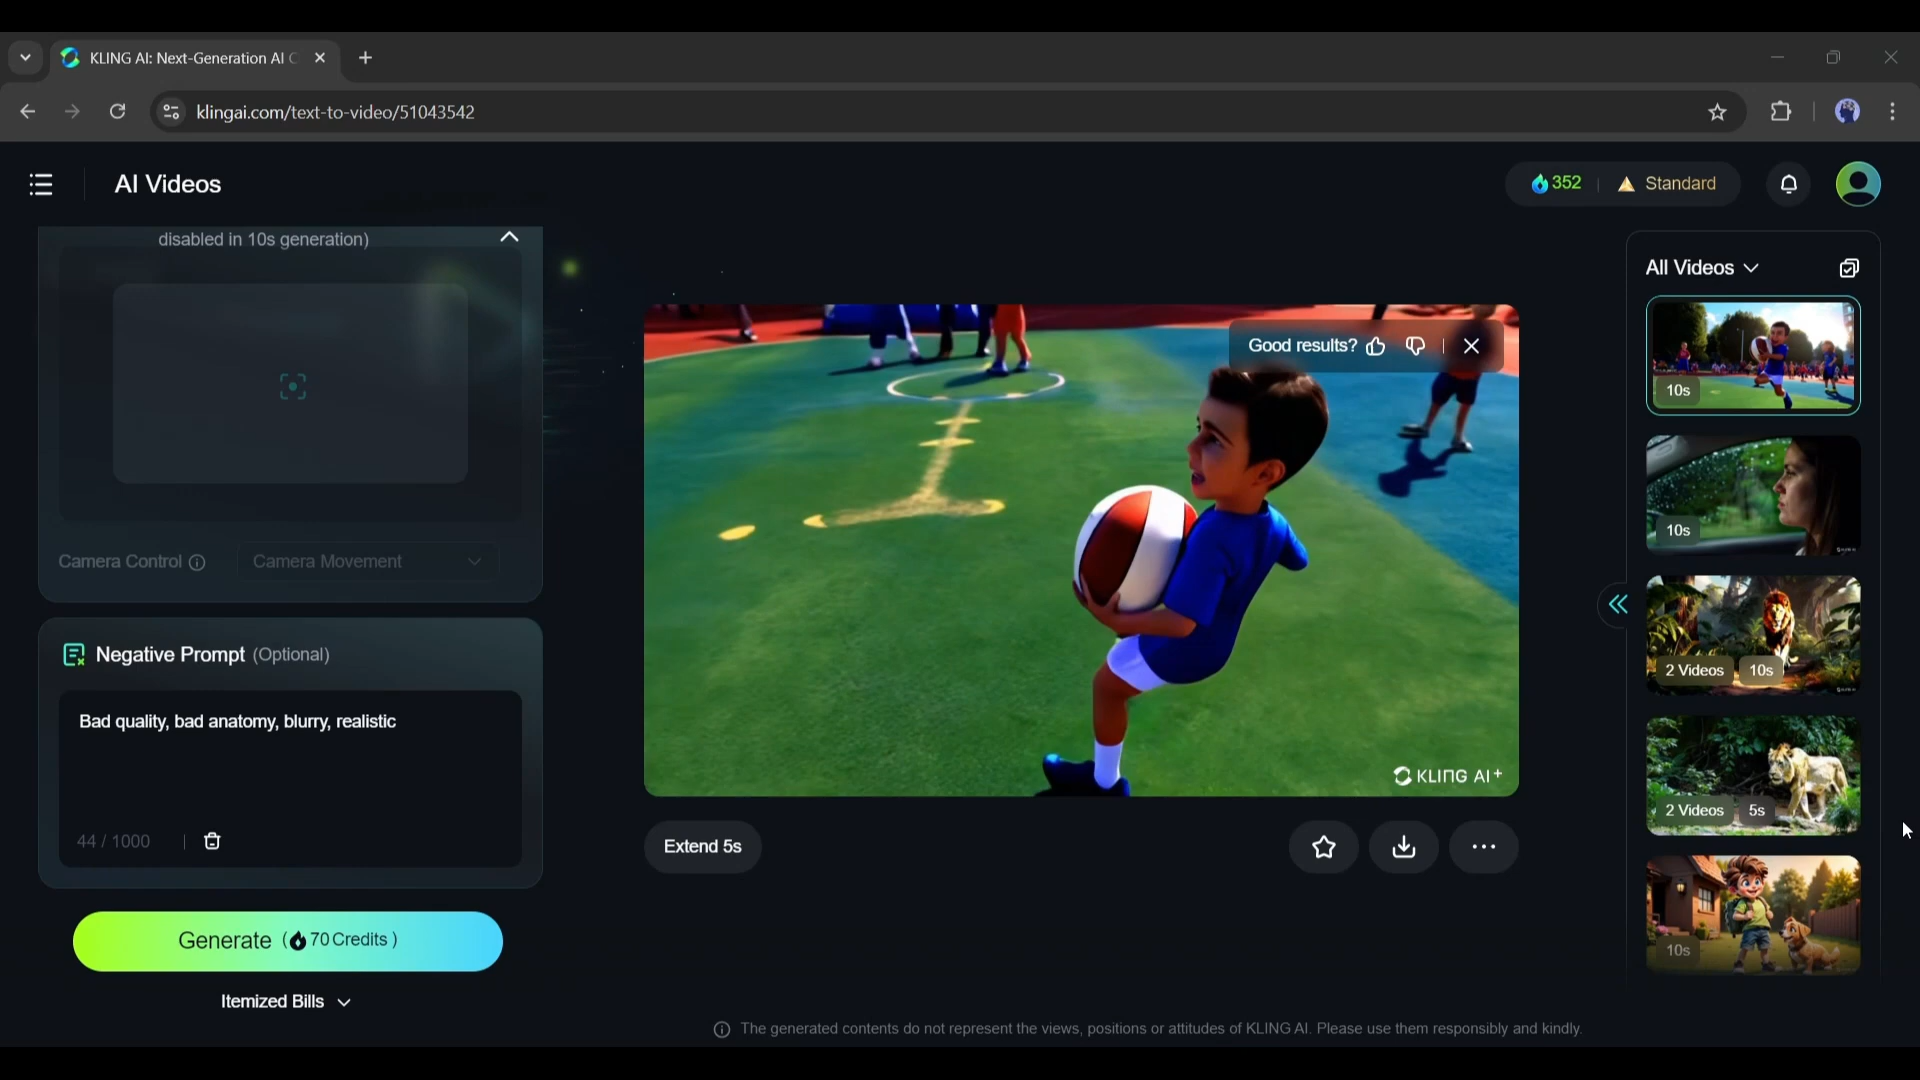 KLING AI: Next-Generation AI C
klingai.com/text-to-video/51043542
AI Videos
352
Standard
disabled in 10s generation)
Camera Control
Camera Movement
Negative Prompt (Optional)
Bad quality, bad anatomy, blurry, realistic
44 / 1000
Generate ( 70 Credits )
Itemized Bills
Good results?
KLING AI+
Extend 5s
All Videos
10s
10s
2 Videos 10s
2 Videos 5s
10s
The generated contents do not represent the views, positions or attitudes of KLING AI. Please use them responsibly and kindly.